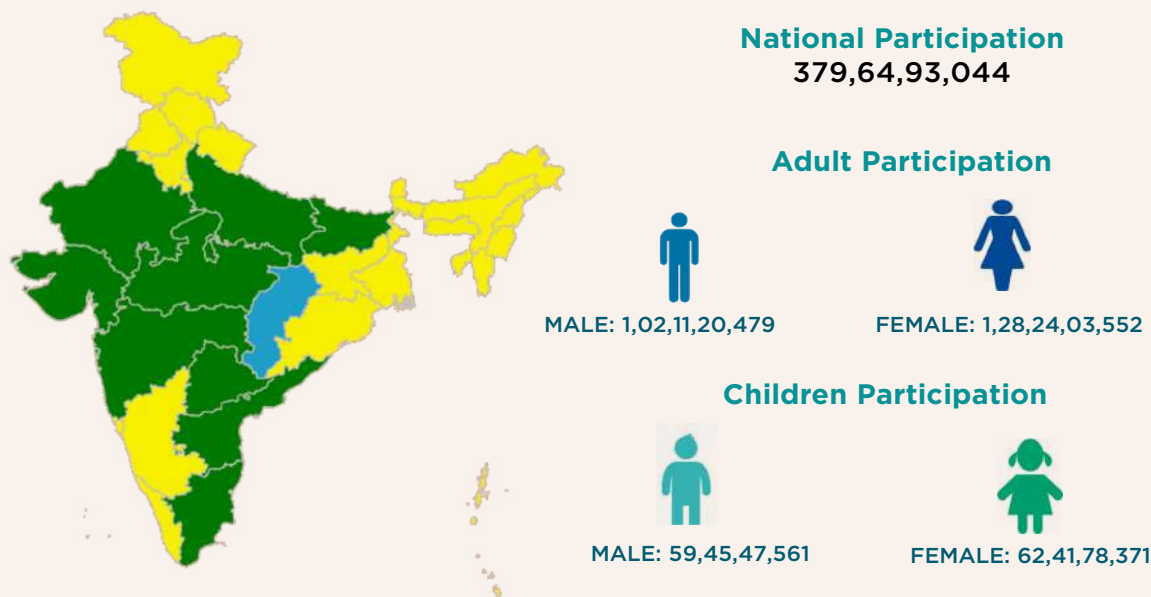 National Participation
379,64,93,044
Adult Participation
MALE: 1,02,11,20,479
FEMALE: 1,28,24,03,552
Children Participation
MALE: 59,45,47,561
FEMALE: 62,41,78,371